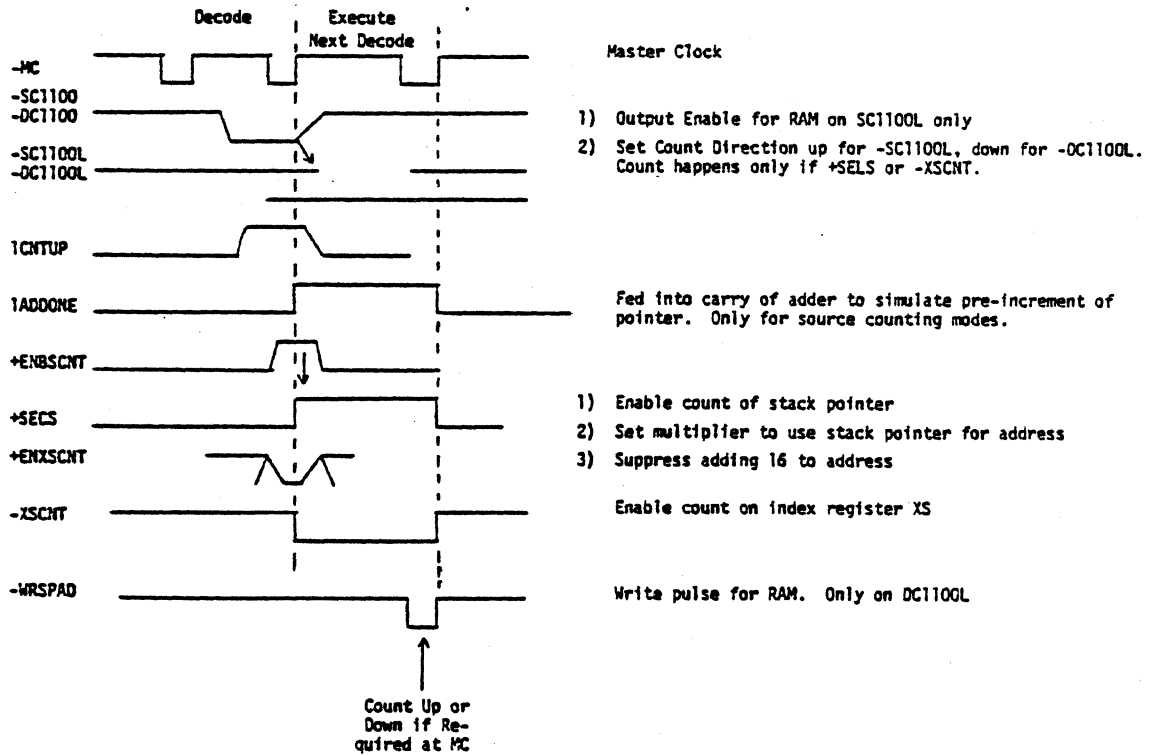 Decode
Execute
Next Decode
-MC
Master Clock
-SC1100
-DC1100
1) Output Enable for RAM on SC1100L only
-SC1100L
-DC1100L
2) Set Count Direction up for -SC1100L, down for -DC1100L.
Count happens only if +SELS or -XSCNT.
1CNTUP
1ADDONE
Fed into carry of adder to simulate pre-increment of
pointer. Only for source counting modes.
+ENBSCNT
+SECS
1) Enable count of stack pointer
2) Set multiplier to use stack pointer for address
+ENXSCNT
3) Suppress adding 16 to address
-XSCNT
Enable count on index register XS
-WRSPAD
Write pulse for RAM. Only on DC1100L
Count Up or
Down if Re-
quired at MC